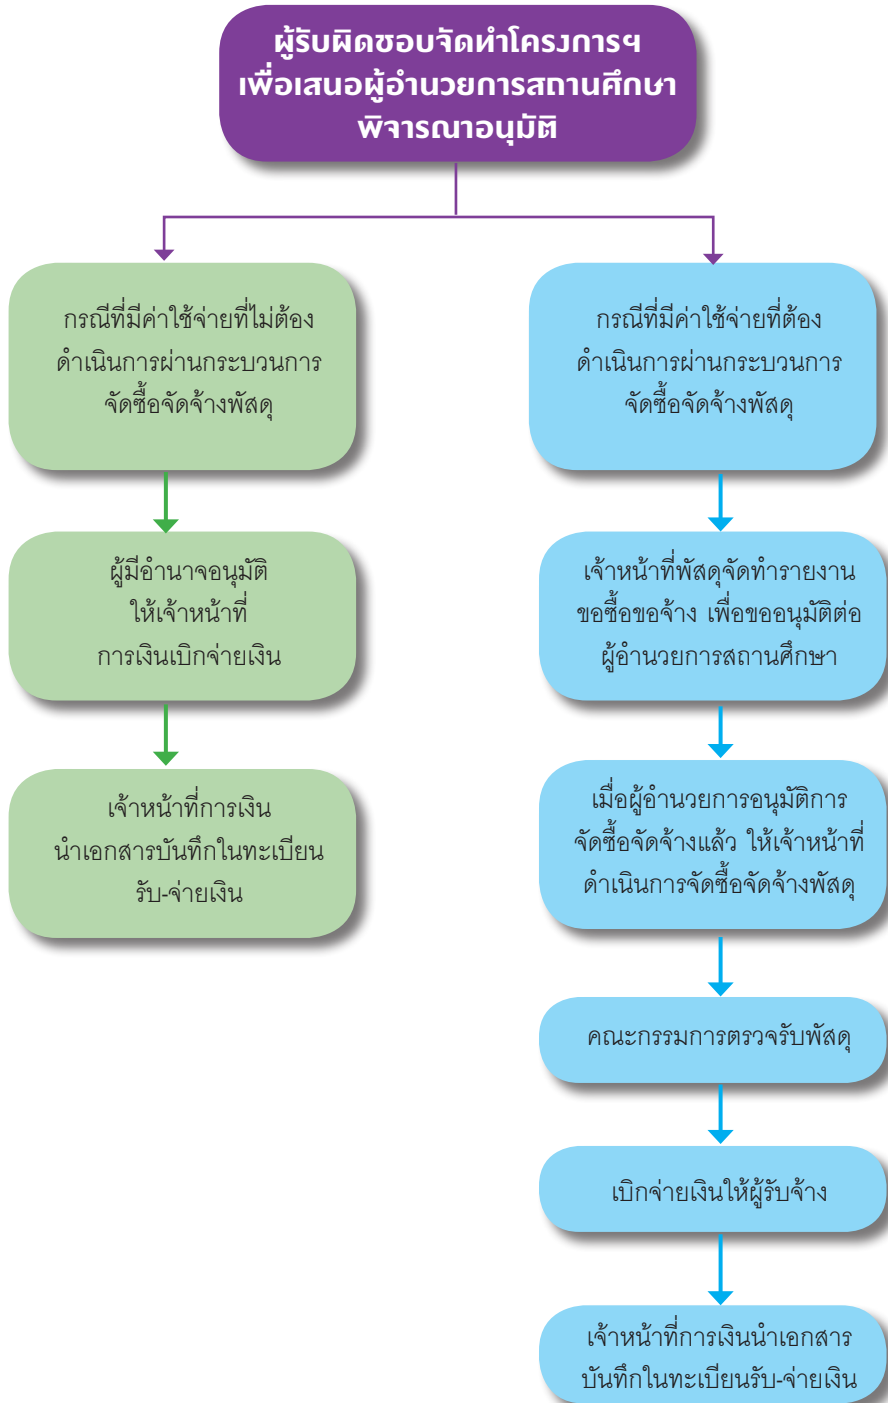 ผู้รับผิดชอบจัดทำโครงการฯ
เพื่อเสนอผู้อำนวยการสถานศึกษา
พิจารณาอนุมัติ
กรณีที่มีค่าใช้จ่ายที่ไม่ต้อง
ดำเนินการผ่านกระบวนการ
จัดซื้อจัดจ้างพัสดุ
ผู้มีอำนาจอนุมัติ
ให้เจ้าหน้าที่
การเงินเบิกจ่ายเงิน
เจ้าหน้าที่การเงิน
นำเอกสารบันทึกในทะเบียน
รับ-จ่ายเงิน
กรณีที่มีค่าใช้จ่ายที่ต้อง
ดำเนินการผ่านกระบวนการ
จัดซื้อจัดจ้างพัสดุ
เจ้าหน้าที่พัสดุจัดทำรายงาน
ขอซื้อขอจ้าง เพื่อขออนุมัติต่อ
ผู้อำนวยการสถานศึกษา
เมื่อผู้อำนวยการอนุมัติการ
จัดซื้อจัดจ้างแล้ว ให้เจ้าหน้าที่
ดำเนินการจัดซื้อจัดจ้างพัสดุ
คณะกรรมการตรวจรับพัสดุ
เบิกจ่ายเงินให้ผู้รับจ้าง
เจ้าหน้าที่การเงินนำเอกสาร
บันทึกในทะเบียนรับ-จ่ายเงิน